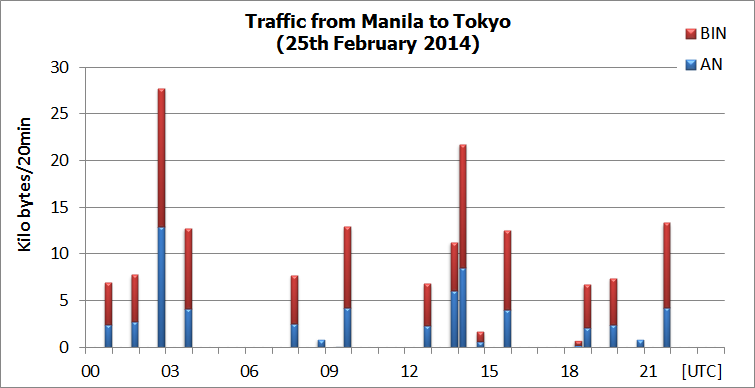 Traffic from Manila to Tokyo
(25th February 2014)
BIN
AN
Kilo bytes/20min
30
25
20
15
10
5
0
00 03 06 09 12 15 18 21 [UTC]